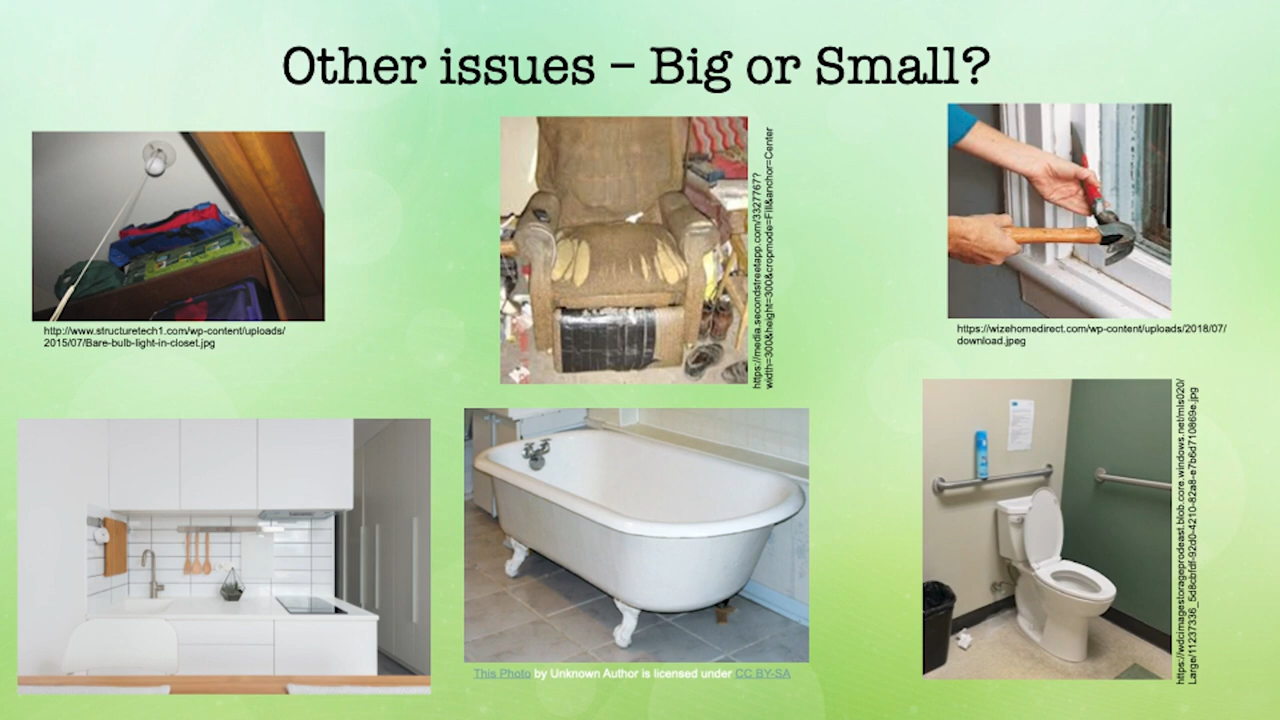 Other issues – Big or Small?
http://www.structuretech1.com/wp-content/uploads/
2015/07/Bare-bulb-light-in-closet.jpg
https://media.secondstreetapp.com/3327767?
width=300&height=300&cropmode=Fill&anchor=Center
https://wizehomedirect.com/wp-content/uploads/2018/07/
download.jpeg
This Photo by Unknown Author is licensed under CC BY-SA
https://wdcimagestorageprodeast.blob.core.windows.net/mls020/
Large/11237336_5d8cbfdf-92d0-4210-82a8-e7b6d710869e.jpg